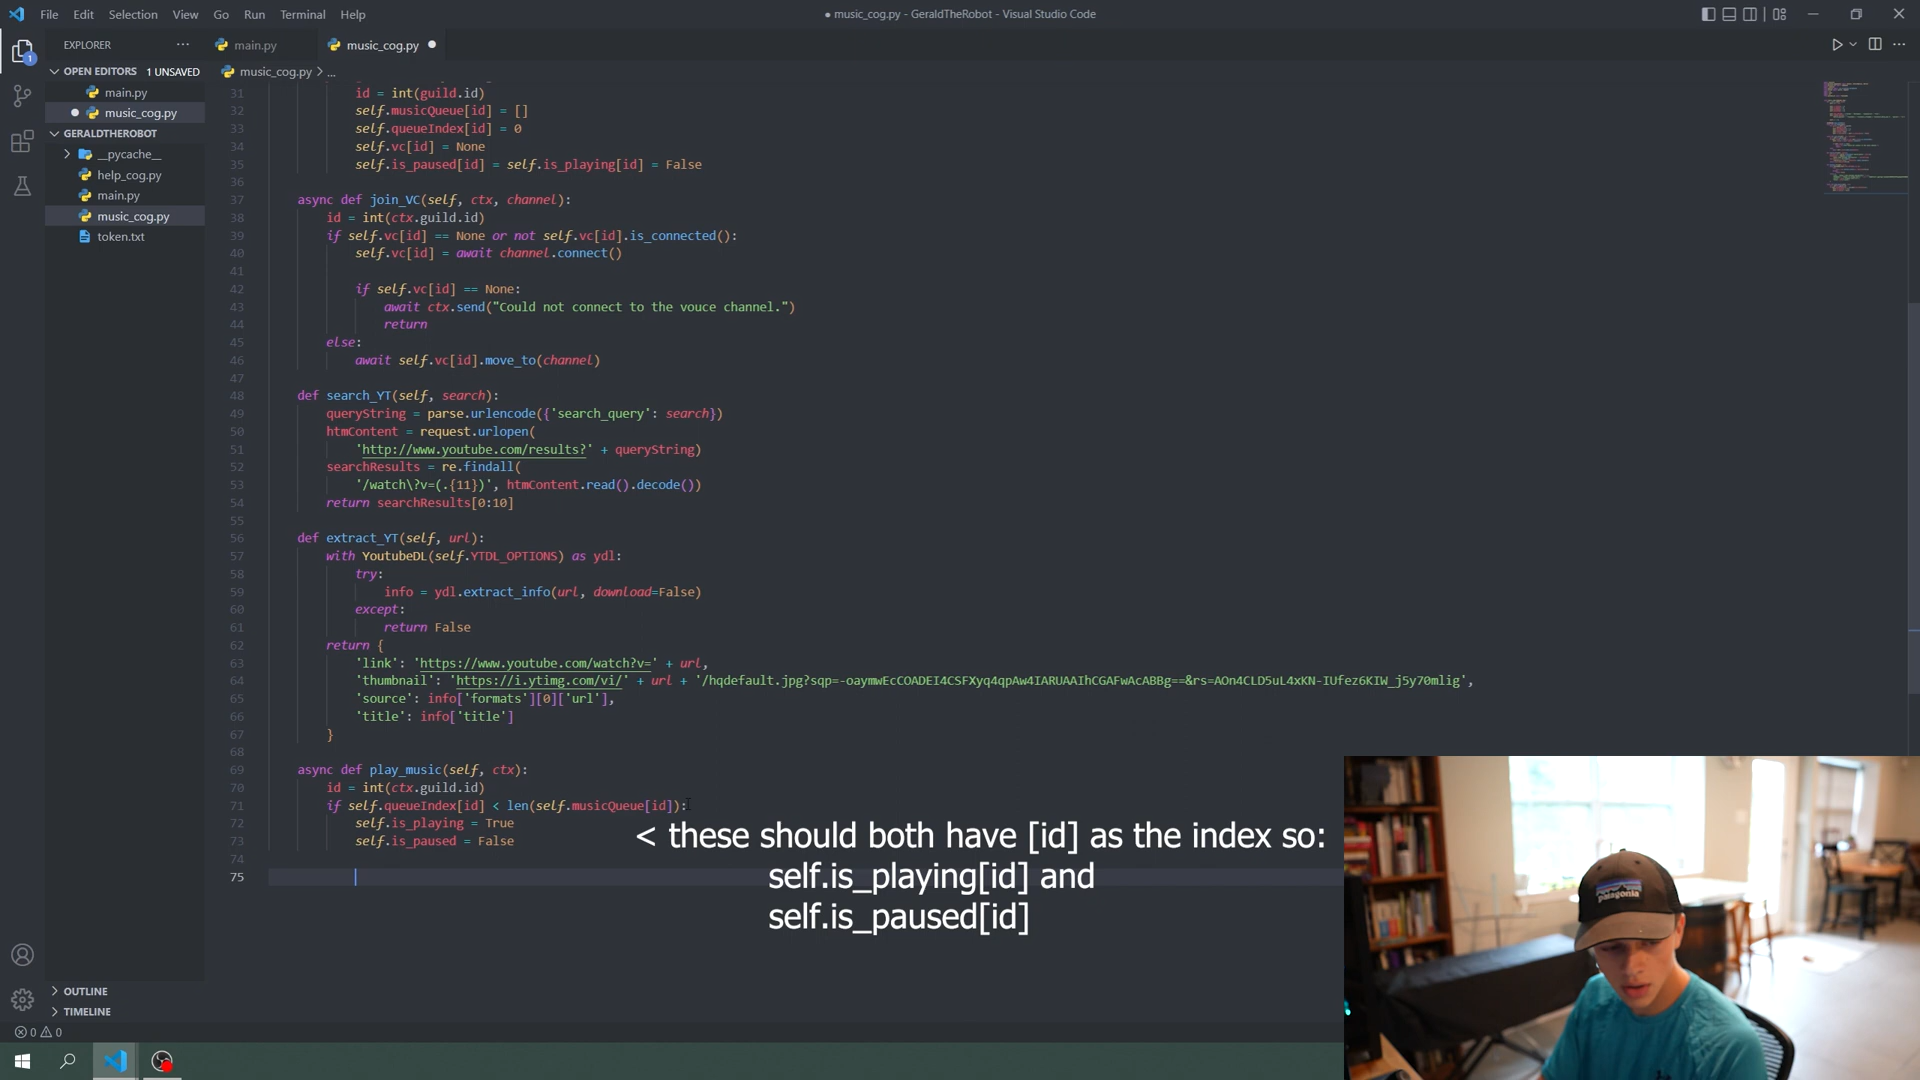 File Edit Selection View Go Run Terminal Help
● music_cog.py - GeraldTheRobot - Visual Studio Code
EXPLORER
main.py
music_cog.py
OPEN EDITORS 1 UNSAVED
music_cog.py > ...
main.py
music_cog.py
GERALDTHEROBOT
__pycache__
help_cog.py
main.py
music_cog.py
token.txt
31 id = int(guild.id)
32 self.musicQueue[id] = []
33 self.queueIndex[id] = 0
34 self.vc[id] = None
35 self.is_paused[id] = self.is_playing[id] = False
36
37 async def join_VC(self, ctx, channel):
38 id = int(ctx.guild.id)
39 if self.vc[id] == None or not self.vc[id].is_connected():
40 self.vc[id] = await channel.connect()
41
42 if self.vc[id] == None:
43 await ctx.send("Could not connect to the vouce channel.")
44 return
45 else:
46 await self.vc[id].move_to(channel)
47
48 def search_YT(self, search):
49 queryString = parse.urlencode({'search_query': search})
50 htmContent = request.urlopen(
51 'http://www.youtube.com/results?' + queryString)
52 searchResults = re.findall(
53 '/watch\?v=(.{11})', htmContent.read().decode())
54 return searchResults[0:10]
55
56 def extract_YT(self, url):
57 with YoutubeDL(self.YTDL_OPTIONS) as ydl:
58 try:
59 info = ydl.extract_info(url, download=False)
60 except:
61 return False
62 return {
63 'link': 'https://www.youtube.com/watch?v=' + url,
64 'thumbnail': 'https://i.ytimg.com/vi/' + url + '/hqdefault.jpg?sqp=-oaymwEcCOADEI4CSFXyq4qpAw4IARUAAIhCGAFwAcABBg==&rs=AOn4CLD5uL4xKN-IUfez6KIW_j5y70mlig',
65 'source': info['formats'][0]['url'],
66 'title': info['title']
67 }
68
69 async def play_music(self, ctx):
70 id = int(ctx.guild.id)
71 if self.queueIndex[id] < len(self.musicQueue[id]):
72 self.is_playing = True
73 self.is_paused = False
74
75
< these should both have [id] as the index so:
self.is_playing[id] and
self.is_paused[id]
OUTLINE
TIMELINE
0 0
patagonia